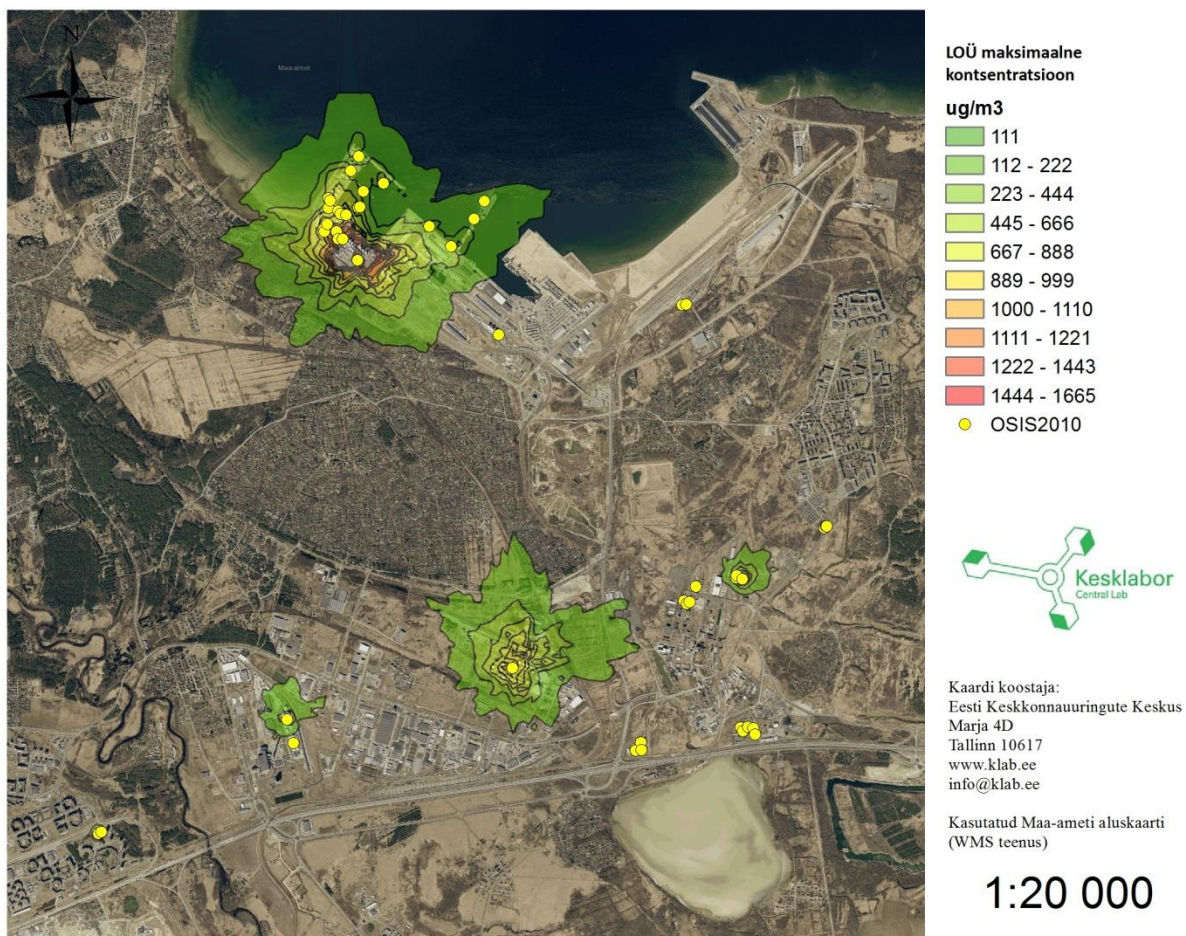 N
Maa-amet
LOÜ maksimaalne
kontsentratsioon
ug/m3
111
112 - 222
223 - 444
445 - 666
667 - 888
889 - 999
1000 - 1110
1111 - 1221
1222 - 1443
1444 - 1665
OSIS2010
Kesklabor
Central Lab
Kaardi koostaja:
Eesti Keskkonnauuringute Keskus
Marja 4D
Tallinn 10617
www.klab.ee
info@klab.ee
Kasutatud Maa-ameti aluskaarti
(WMS teenus)
1:20 000